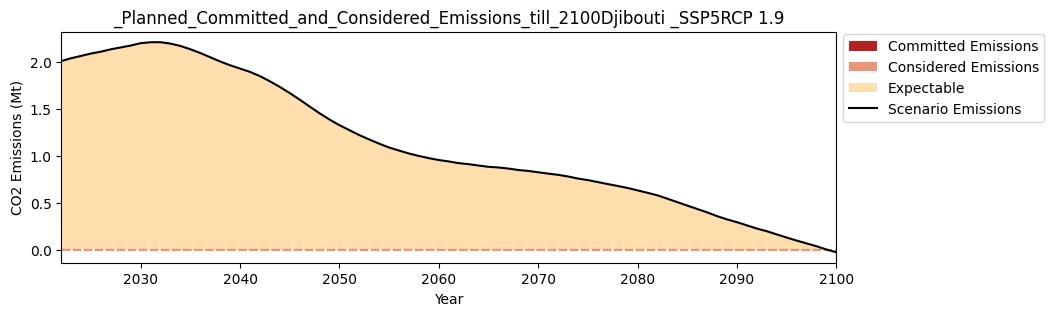 _Planned_Committed_and_Considered_Emissions_till_2100Djibouti _SSP5RCP 1.9
CO2 Emissions (Mt)
2.0
1.5
1.0
0.5
0.0
2030 2040 2050 2060 2070 2080 2090 2100
Year
Committed Emissions
Considered Emissions
Expectable
Scenario Emissions